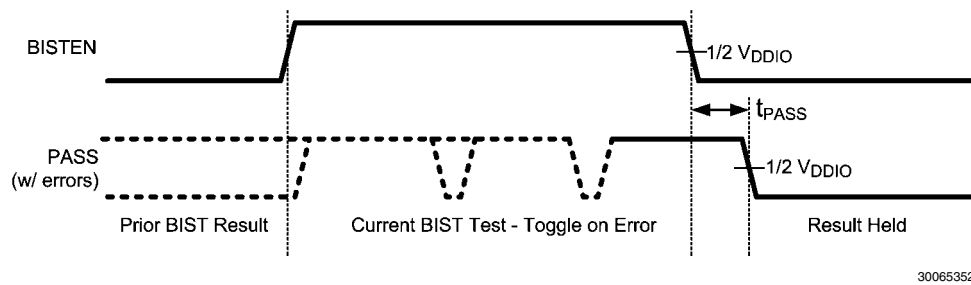 BISTEN
1/2 VDDIO
tPASS
PASS
(w/ errors)
1/2 VDDIO
Prior BIST Result
Current BIST Test - Toggle on Error
Result Held
30065352